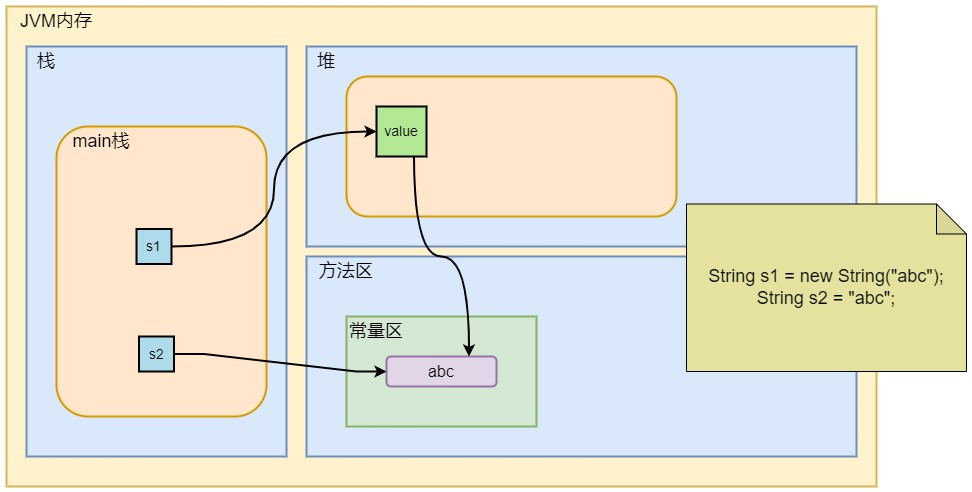 JVM内存
栈
堆
main栈
value
s1
s2
方法区
常量区
abc
String s1 = new String("abc");
String s2 = "abc";